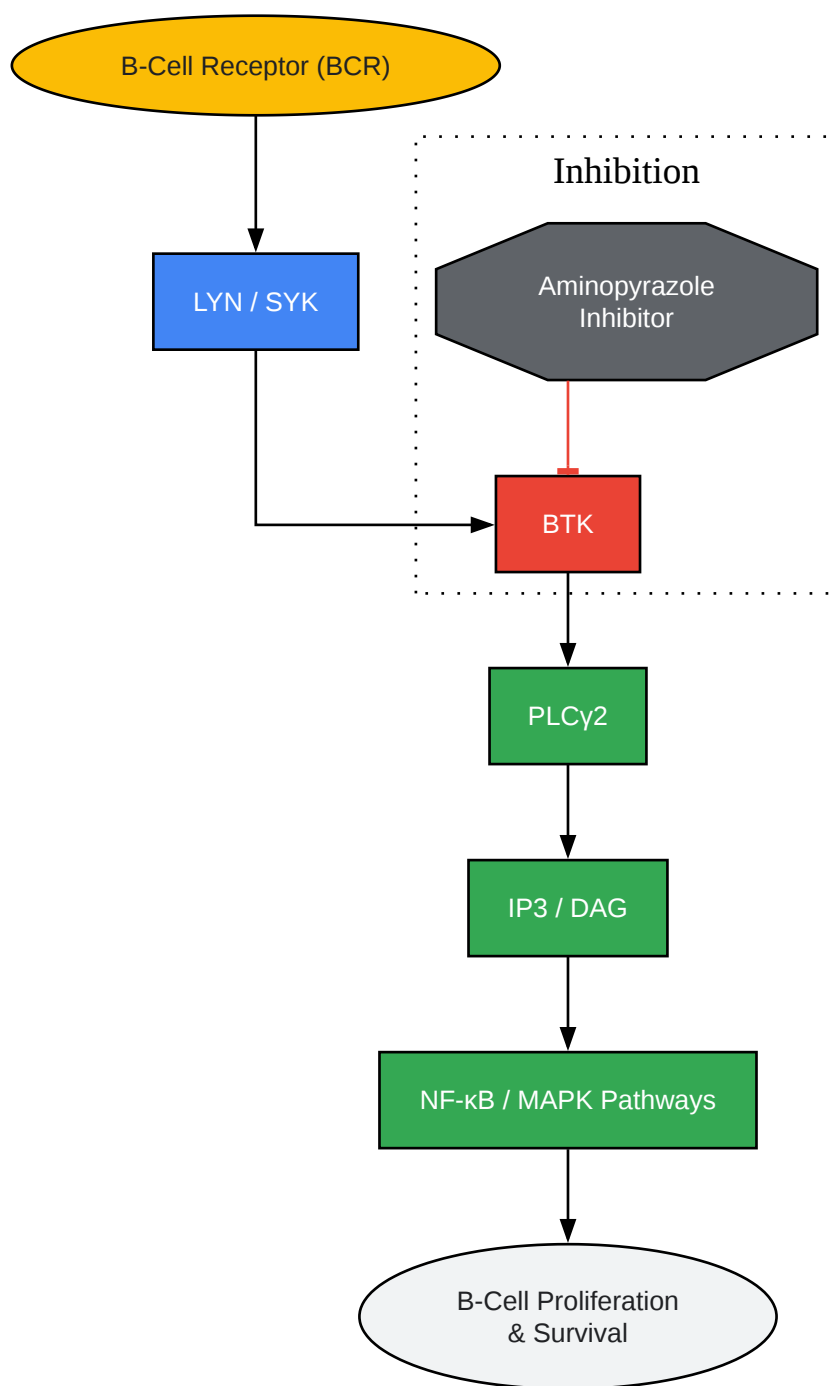 B-Cell Receptor (BCR)
Inhibition
LYN / SYK
Aminopyrazole
Inhibitor
BTK
PLCγ2
IP3 / DAG
NF-κB / MAPK Pathways
B-Cell Proliferation
& Survival